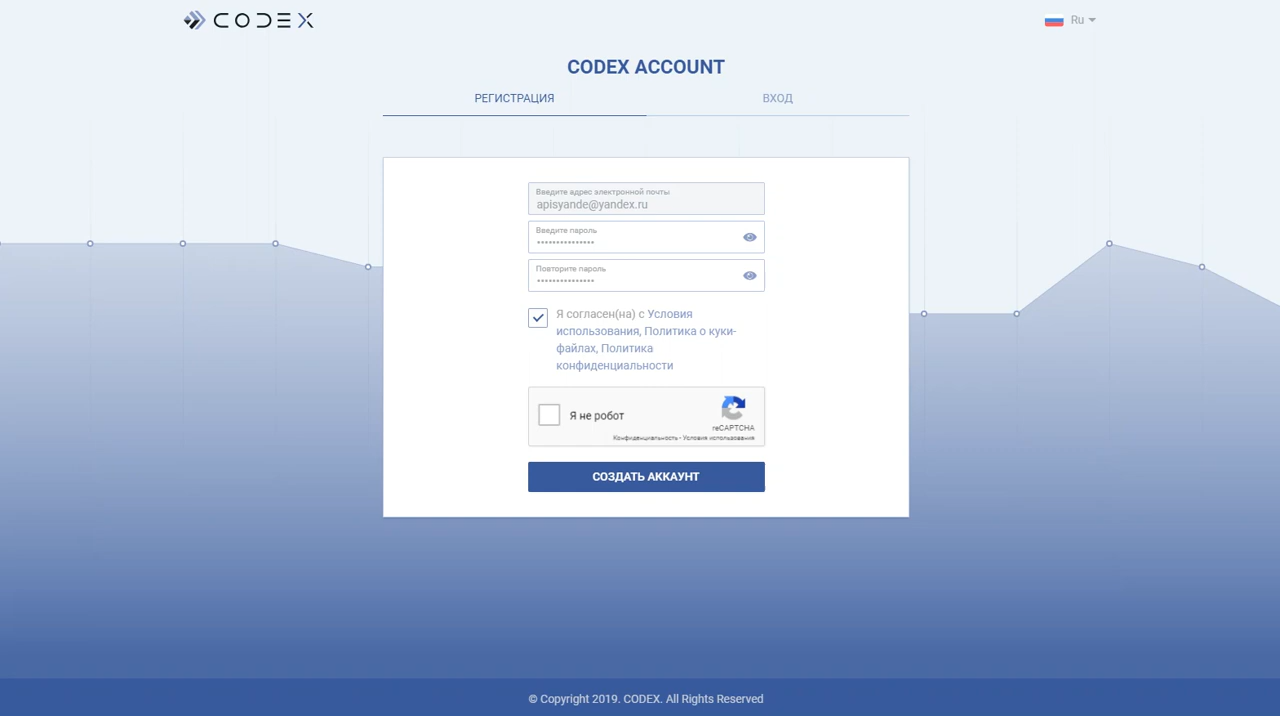 CODEX
Ru
CODEX ACCOUNT
РЕГИСТРАЦИЯ
ВХОД
Введите адрес электронной почты
apisyande@yandex.ru
Введите пароль
•••••••••••••••
Повторите пароль
•••••••••••••••
Я согласен(на) с Условия
использования, Политика о куки-
файлах, Политика
конфиденциальности
Я не робот
reCAPTCHA
Конфиденциальность - Условия использования
СОЗДАТЬ АККАУНТ
© Copyright 2019. CODEX. All Rights Reserved